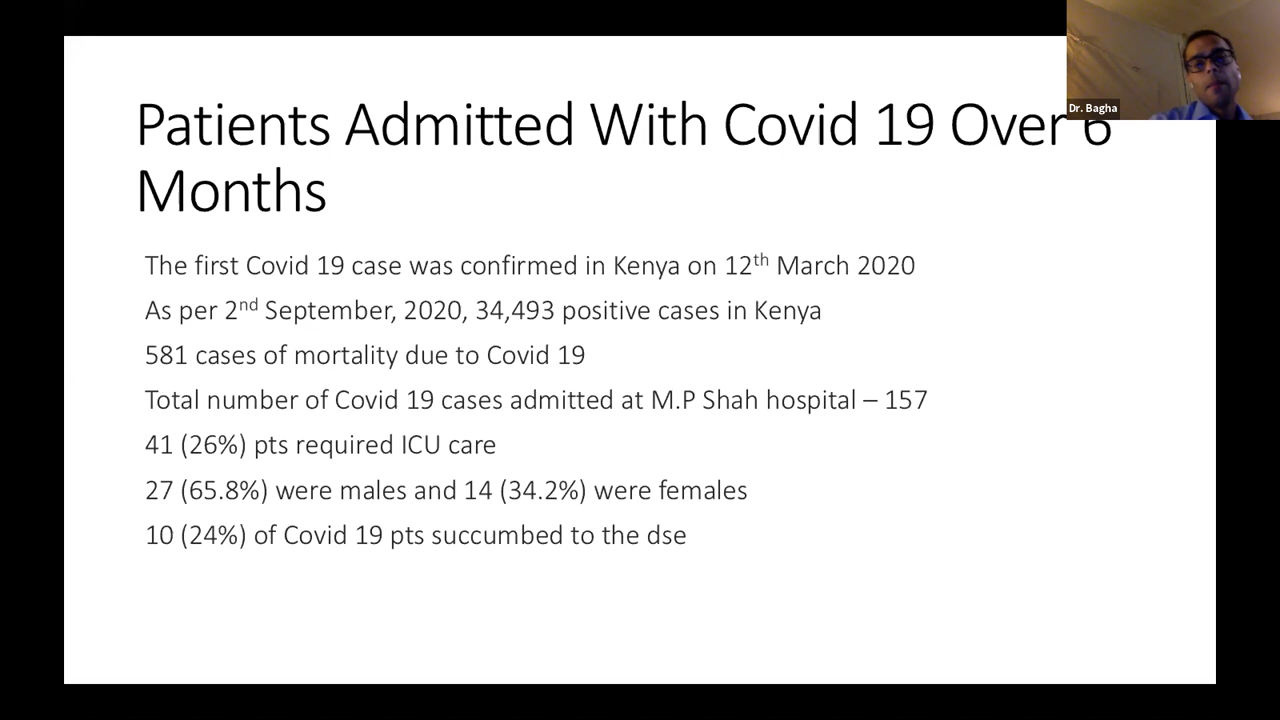 Patients Admitted With Covid 19 Over 6
Months
Dr. Bagha
The first Covid 19 case was confirmed in Kenya on 12th March 2020
As per 2nd September, 2020, 34,493 positive cases in Kenya
581 cases of mortality due to Covid 19
Total number of Covid 19 cases admitted at M.P Shah hospital – 157
41 (26%) pts required ICU care
27 (65.8%) were males and 14 (34.2%) were females
10 (24%) of Covid 19 pts succumbed to the dse